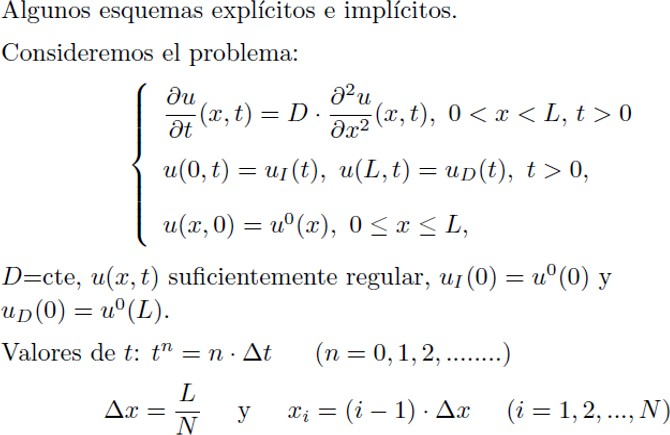 Algunos esquemas explícitos e implícitos.
Consideremos el problema:
∂u/∂t (x, t) = D · ∂²u/∂x² (x, t), 0 < x < L, t > 0
u(0, t) = u_I(t), u(L, t) = u_D(t), t > 0,
u(x, 0) = u⁰(x), 0 ≤ x ≤ L,
D=cte, u(x, t) suficientemente regular, u_I(0) = u⁰(0) y
u_D(0) = u⁰(L).
Valores de t: tⁿ = n · Δt (n = 0, 1, 2, ........)
Δx = L/N y x_i = (i − 1) · Δx (i = 1, 2, ..., N)